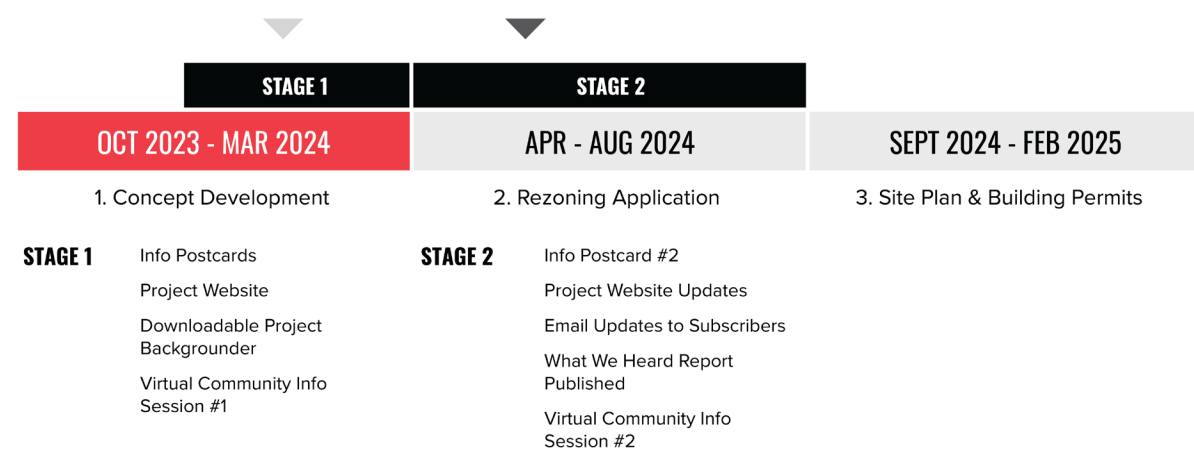 STAGE 1
STAGE 2
OCT 2023 - MAR 2024
APR - AUG 2024
SEPT 2024 - FEB 2025
1. Concept Development
2. Rezoning Application
3. Site Plan & Building Permits
STAGE 1
Info Postcards
Project Website
Downloadable Project
Backgrounder
Virtual Community Info
Session #1
STAGE 2
Info Postcard #2
Project Website Updates
Email Updates to Subscribers
What We Heard Report
Published
Virtual Community Info
Session #2